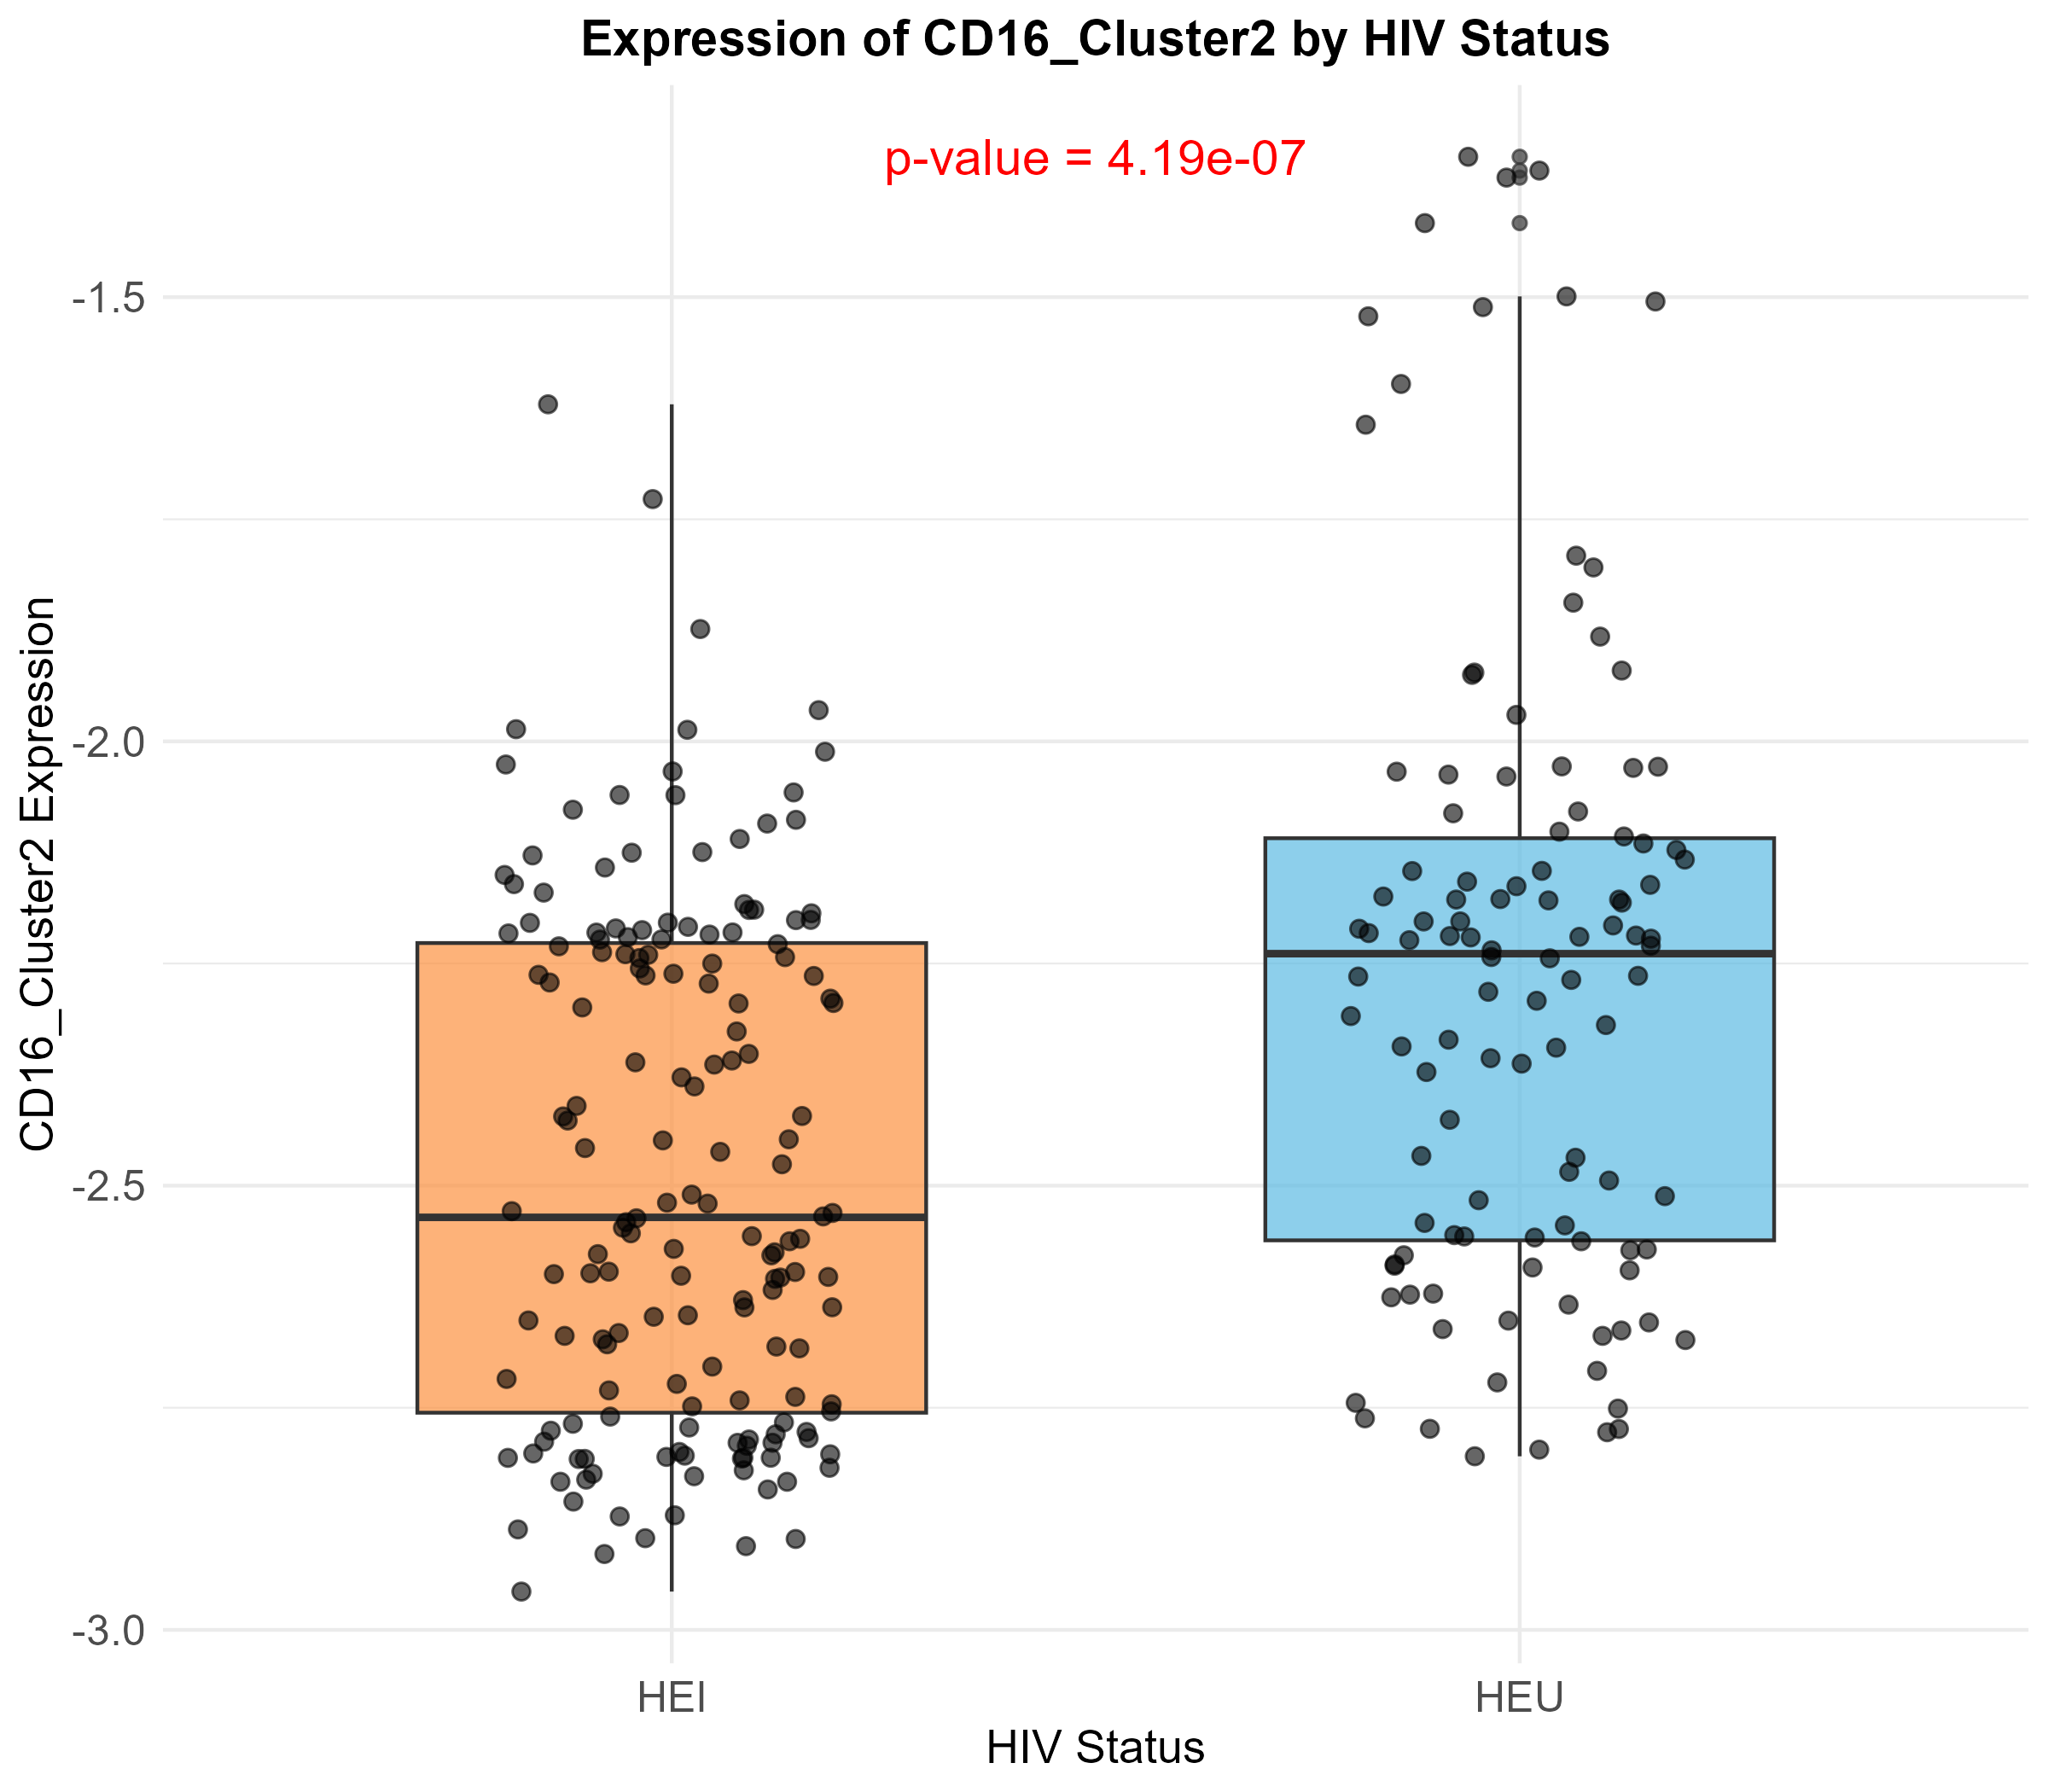 Expression of CD16_Cluster2 by HIV Status
p-value = 4.19e-07
CD16_Cluster2 Expression
-1.5
-2.0
-2.5
-3.0
HEI
HEU
HIV Status